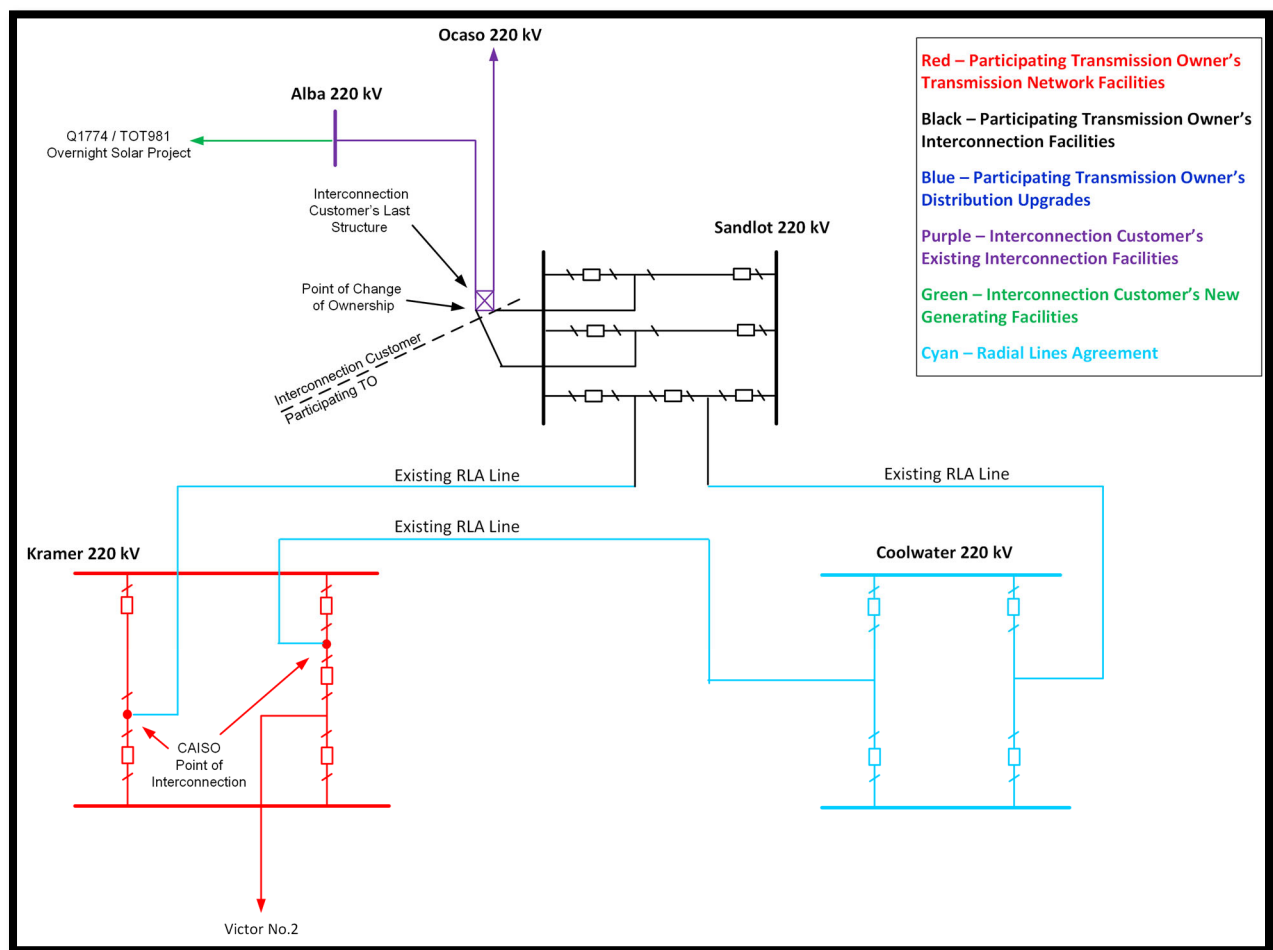 Ocaso 220 kV
Alba 220 kV
Q1774 / TOT981
Overnight Solar Project
Interconnection
Customer's Last
Structure
Point of Change
of Ownership
Interconnection Customer
Participating TO
Sandlot 220 kV
Red – Participating Transmission Owner's
Transmission Network Facilities
Black – Participating Transmission Owner's
Interconnection Facilities
Blue – Participating Transmission Owner's
Distribution Upgrades
Purple – Interconnection Customer's
Existing Interconnection Facilities
Green – Interconnection Customer's New
Generating Facilities
Cyan – Radial Lines Agreement
Existing RLA Line
Existing RLA Line
Existing RLA Line
Kramer 220 kV
Coolwater 220 kV
CAISO
Point of
Interconnection
Victor No.2